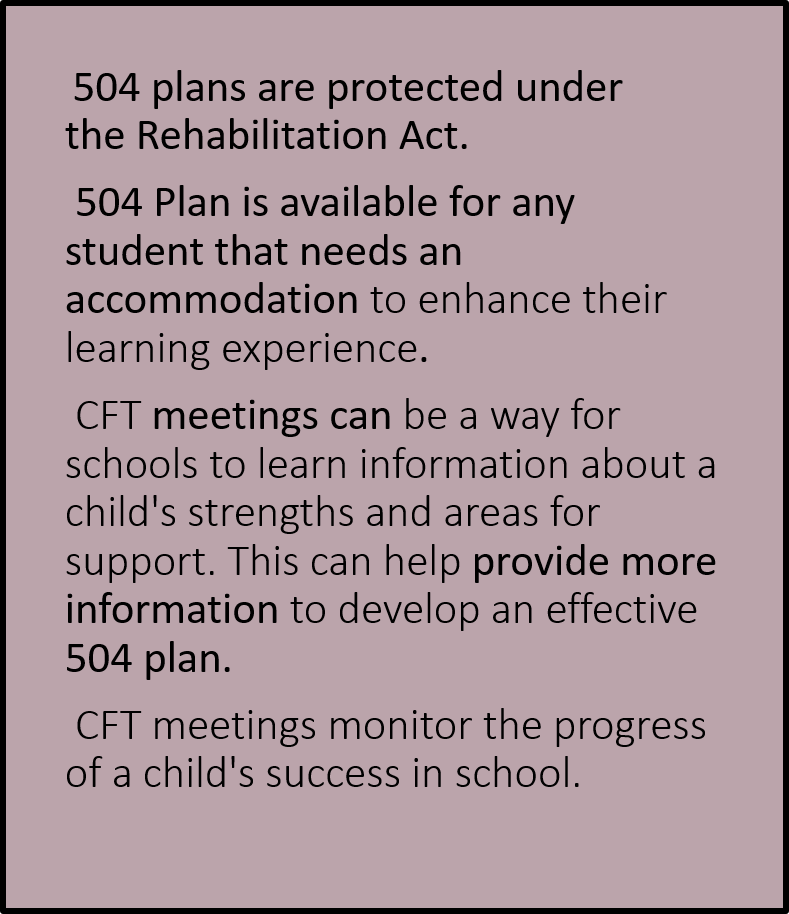 504 plans are protected under
the Rehabilitation Act.
504 Plan is available for any
student that needs an
accommodation to enhance their
learning experience.
CFT meetings can be a way for
schools to learn information about a
child's strengths and areas for
support. This can help provide more
information to develop an effective
504 plan.
CFT meetings monitor the progress
of a child's success in school.